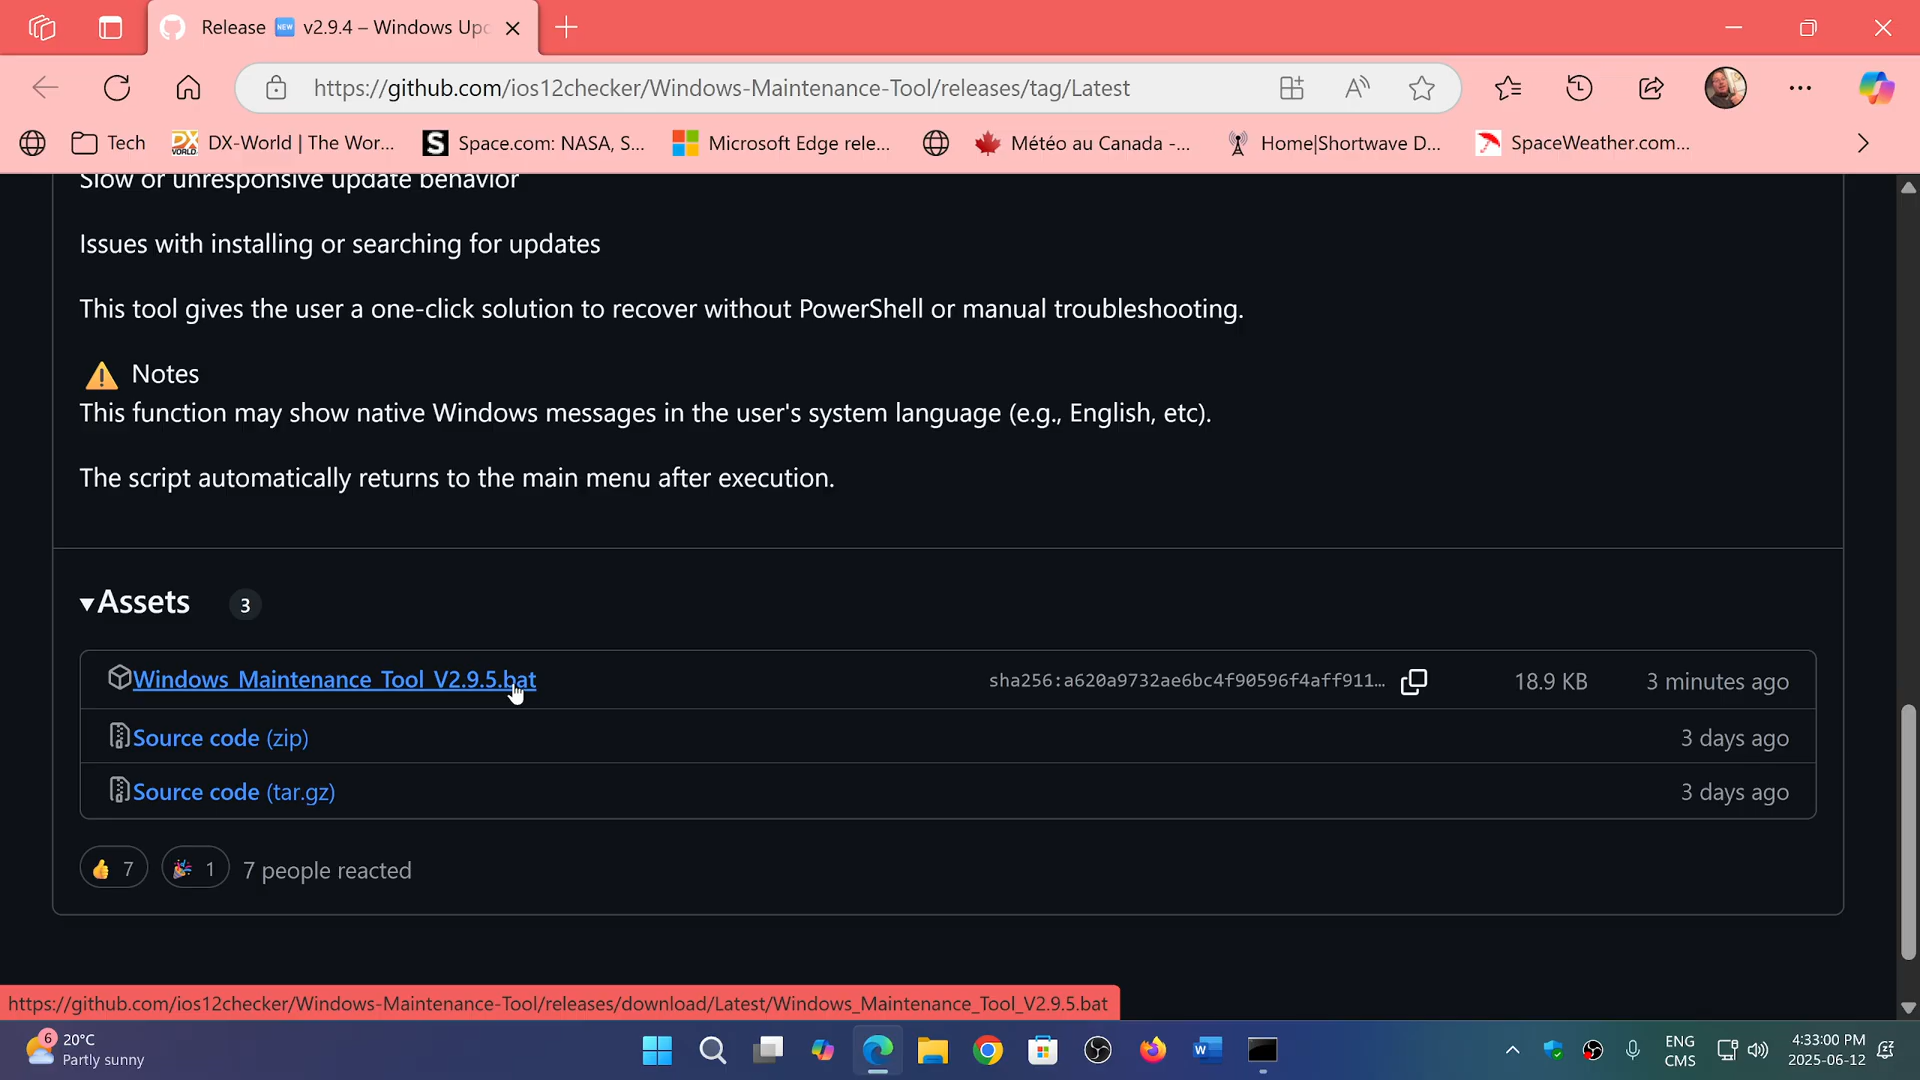 Release NEW v2.9.4 – Windows Upd
https://github.com/ios12checker/Windows-Maintenance-Tool/releases/tag/Latest
Tech
DX-World | The Wor...
S Space.com: NASA, S...
Microsoft Edge rele...
Météo au Canada -...
Home|Shortwave D...
SpaceWeather.com...
Slow or unresponsive update behavior
Issues with installing or searching for updates
This tool gives the user a one-click solution to recover without PowerShell or manual troubleshooting.
Notes
This function may show native Windows messages in the user's system language (e.g., English, etc).
The script automatically returns to the main menu after execution.
Assets 3
Windows_Maintenance_Tool_V2.9.5.bat sha256:a620a9732ae6bc4f90596f4aff911... 18.9 KB 3 minutes ago
Source code (zip) 3 days ago
Source code (tar.gz) 3 days ago
7 1 7 people reacted
https://github.com/ios12checker/Windows-Maintenance-Tool/releases/download/Latest/Windows_Maintenance_Tool_V2.9.5.bat
6 20°C
Partly sunny
ENG
CMS
4:33:00 PM
2025-06-12